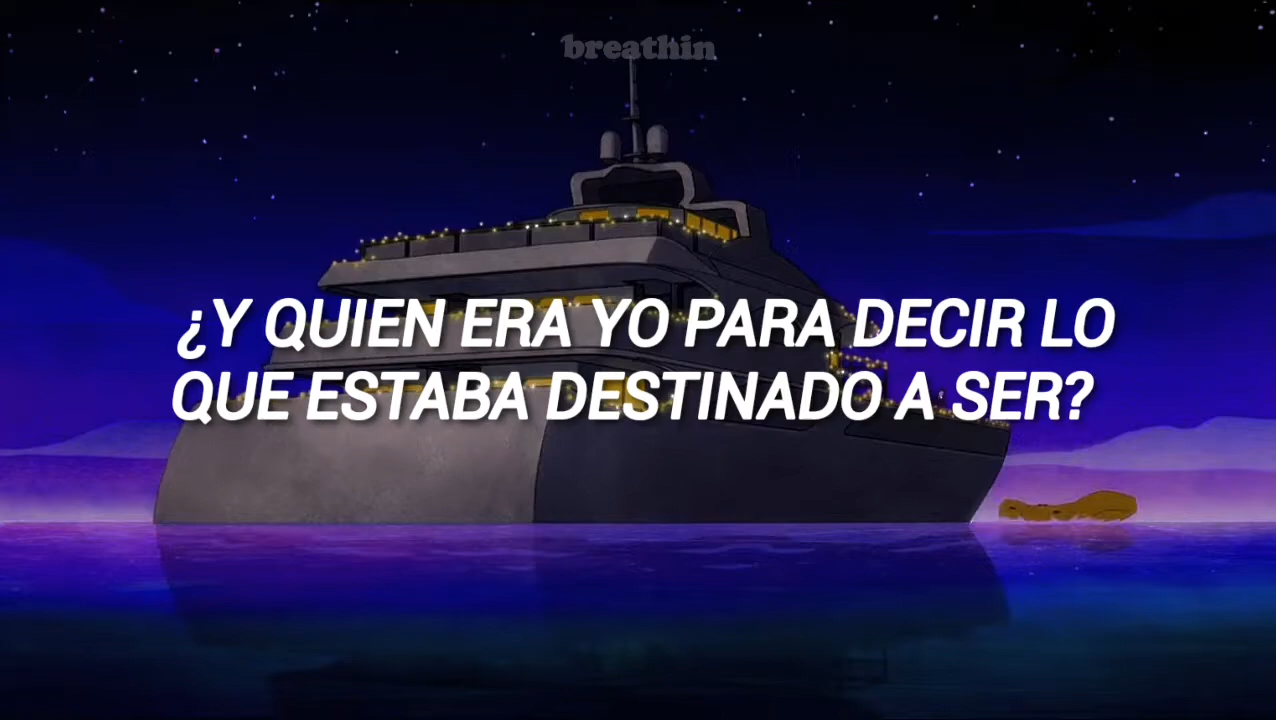 breathin
¿Y QUIEN ERA YO PARA DECIR LO
QUE ESTABA DESTINADO A SER?